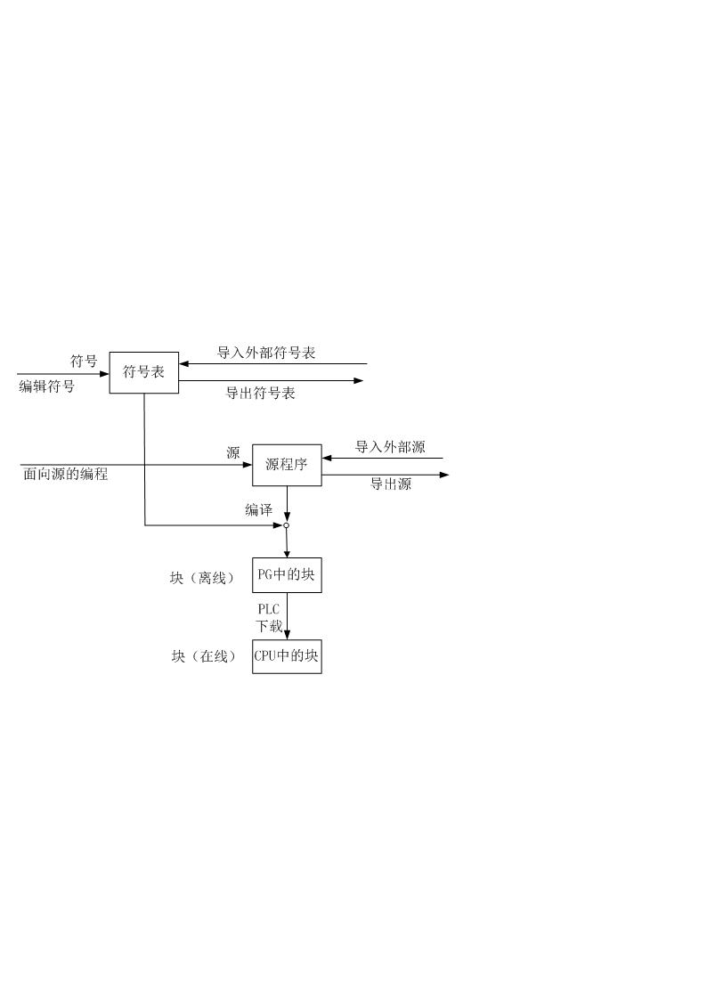 导入外部符号表
符号
符号表
编辑符号
导出符号表
导入外部源
源
源程序
面向源的编程
导出源
编译
块（离线）
PG中的块
PLC
下载
块（在线）
CPU中的块